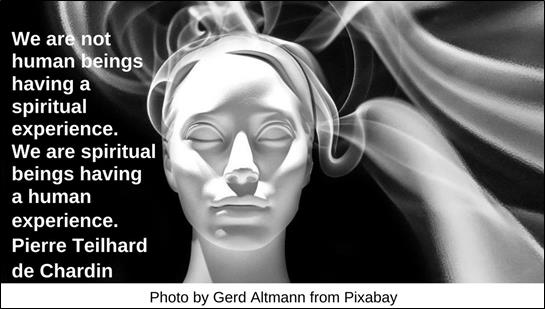 We are not
human beings
having a
spiritual
experience.
We are spiritual
beings having
a human
experience.
Pierre Teilhard
de Chardin
Photo by Gerd Altmann from Pixabay